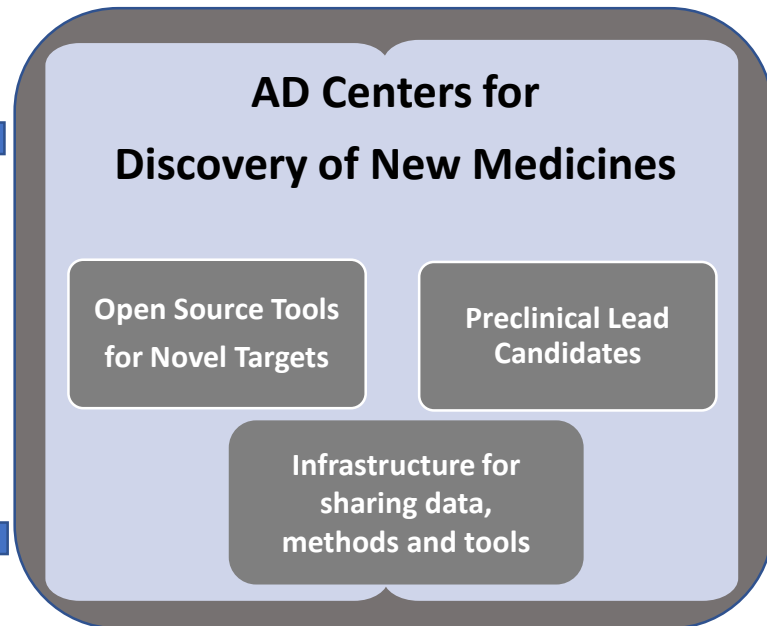 AD Centers for
Discovery of New Medicines
Open Source Tools
for Novel Targets
Preclinical Lead
Candidates
Infrastructure for
sharing data,
methods and tools